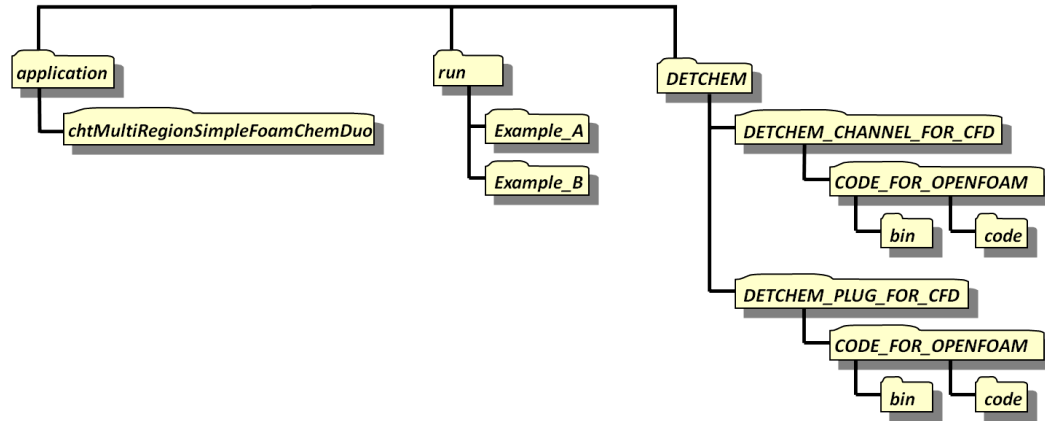 application
chtMultiRegionSimpleFoamChemDuo
run
Example_A
Example_B
DETCHEM
DETCHEM_CHANNEL_FOR_CFD
CODE_FOR_OPENFOAM
bin
code
DETCHEM_PLUG_FOR_CFD
CODE_FOR_OPENFOAM
bin
code